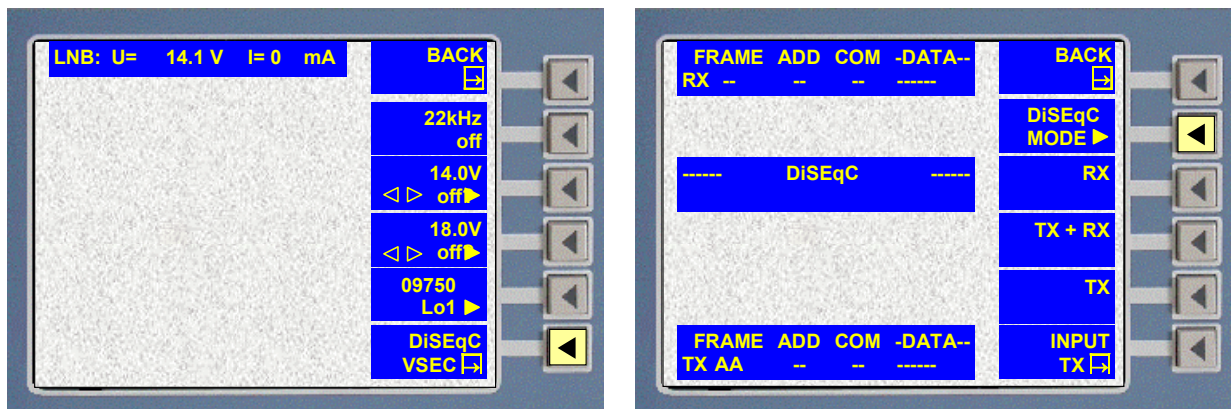 LNB: U= 14.1 V I= 0 mA
BACK
22kHz
off
14.0V
off
18.0V
off
09750
Lo1
DiSEqC
VSEC
FRAME ADD COM -DATA--
RX -- -- -- ------
BACK
DiSEqC
MODE
------ DiSEqC ------
RX
TX + RX
TX
FRAME ADD COM -DATA--
TX AA -- -- ------
INPUT
TX